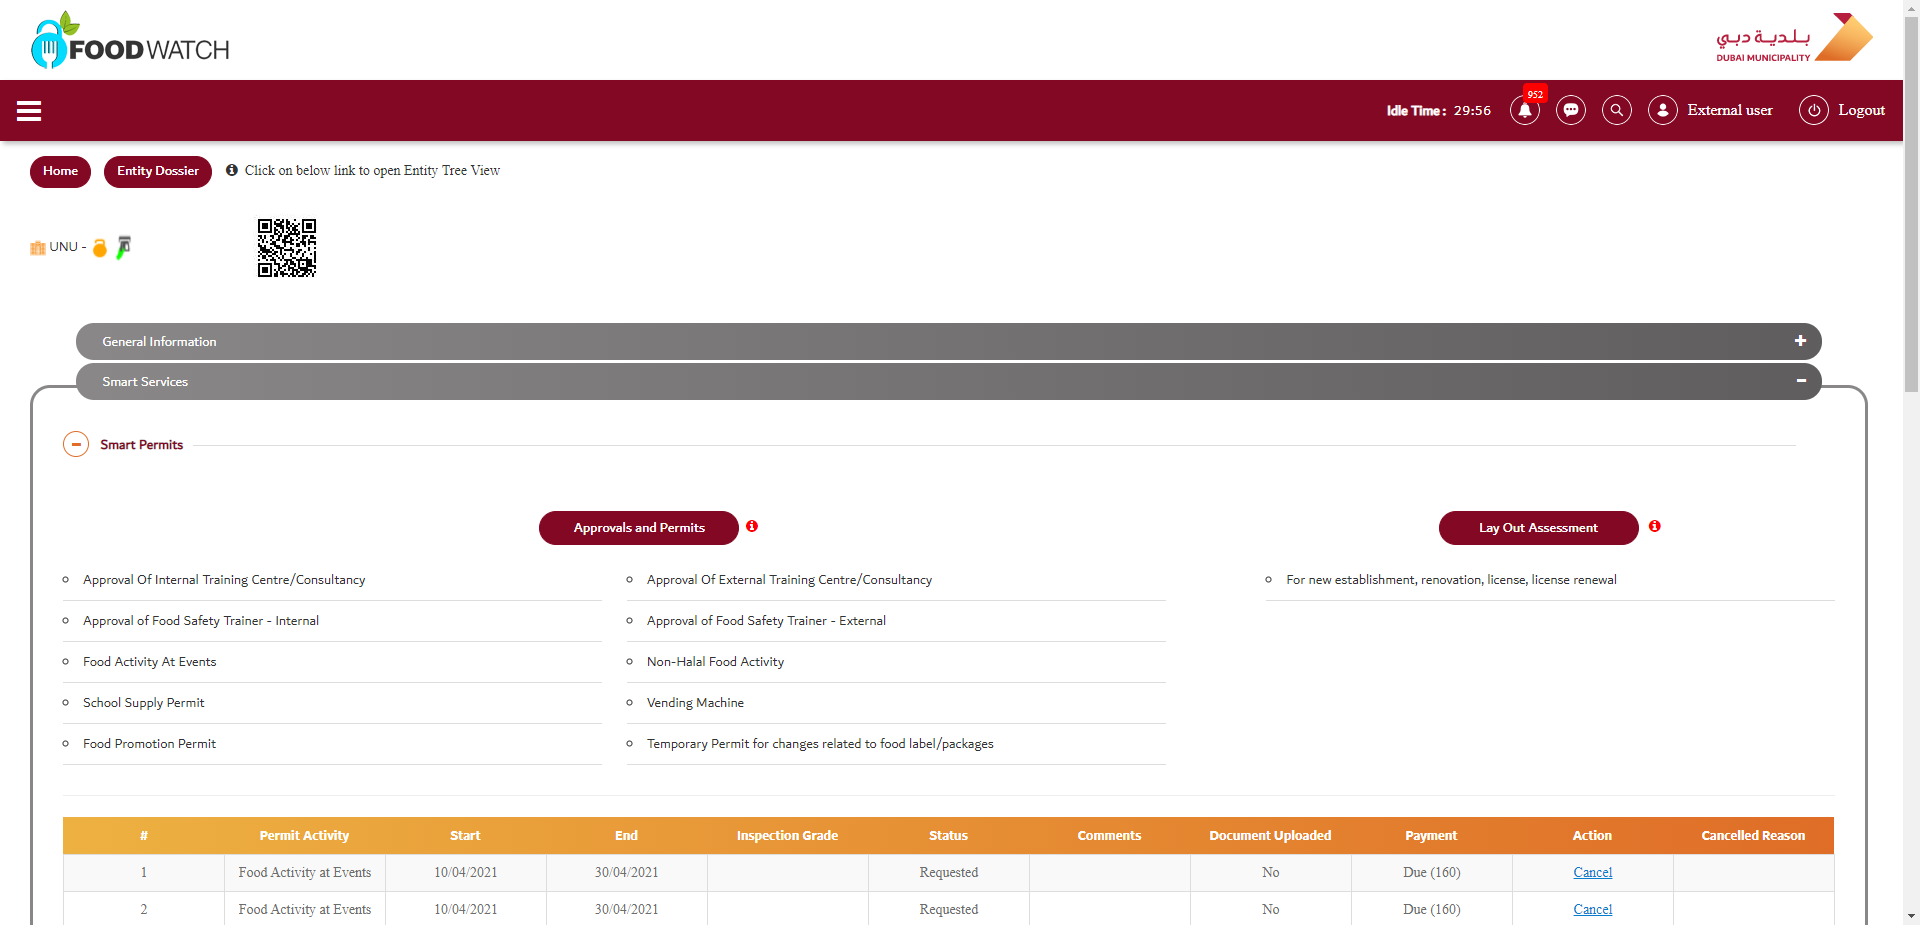 FOODWATCH
بلدية دبي
DUBAI MUNICIPALITY
Idle Time : 29:56
952
External user
Logout
Home
Entity Dossier
Click on below link to open Entity Tree View
UNU -
General Information
Smart Services
Smart Permits
Approvals and Permits
Lay Out Assessment
Approval Of Internal Training Centre/Consultancy
Approval Of External Training Centre/Consultancy
For new establishment, renovation, license, license renewal
Approval of Food Safety Trainer - Internal
Approval of Food Safety Trainer - External
Food Activity At Events
Non-Halal Food Activity
School Supply Permit
Vending Machine
Food Promotion Permit
Temporary Permit for changes related to food label/packages
# Permit Activity Start End Inspection Grade Status Comments Document Uploaded Payment Action Cancelled Reason
1 Food Activity at Events 10/04/2021 30/04/2021 Requested No Due (160) Cancel
2 Food Activity at Events 10/04/2021 30/04/2021 Requested No Due (160) Cancel